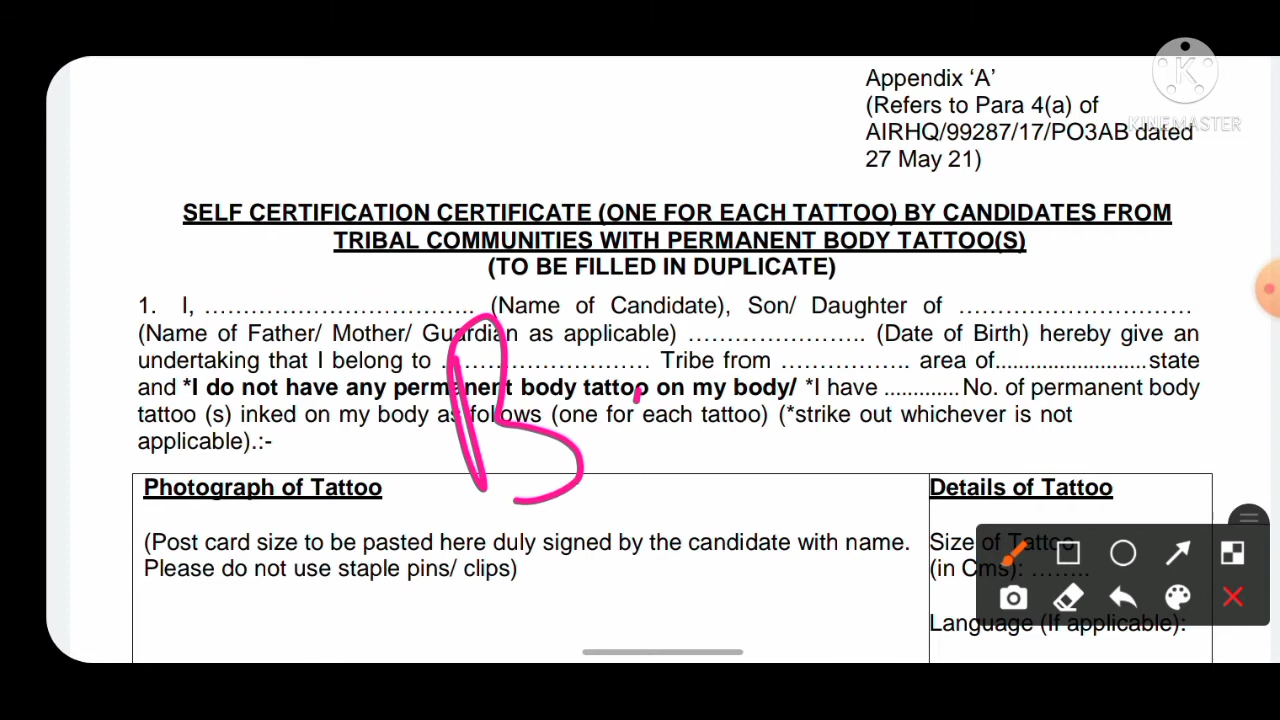 Appendix ‘A’
(Refers to Para 4(a) of
AIRHQ/99287/17/PO3AB dated
27 May 21)
K
KINEMASTER
SELF CERTIFICATION CERTIFICATE (ONE FOR EACH TATTOO) BY CANDIDATES FROM
TRIBAL COMMUNITIES WITH PERMANENT BODY TATTOO(S)
(TO BE FILLED IN DUPLICATE)
1. I, …………………………….. (Name of Candidate), Son/ Daughter of …………………………
(Name of Father/ Mother/ Guardian as applicable) ………………….. (Date of Birth) hereby give an
undertaking that I belong to …………………………. Tribe from …………….. area of.........................state
and *I do not have any permanent body tattoo on my body/ *I have ............ No. of permanent body
tattoo (s) inked on my body as follows (one for each tattoo) (*strike out whichever is not
applicable).:-
Photograph of Tattoo
(Post card size to be pasted here duly signed by the candidate with name.
Please do not use staple pins/ clips)
Details of Tattoo
Size of Tattoo
(in Cms): ……..
Language (If applicable):
B